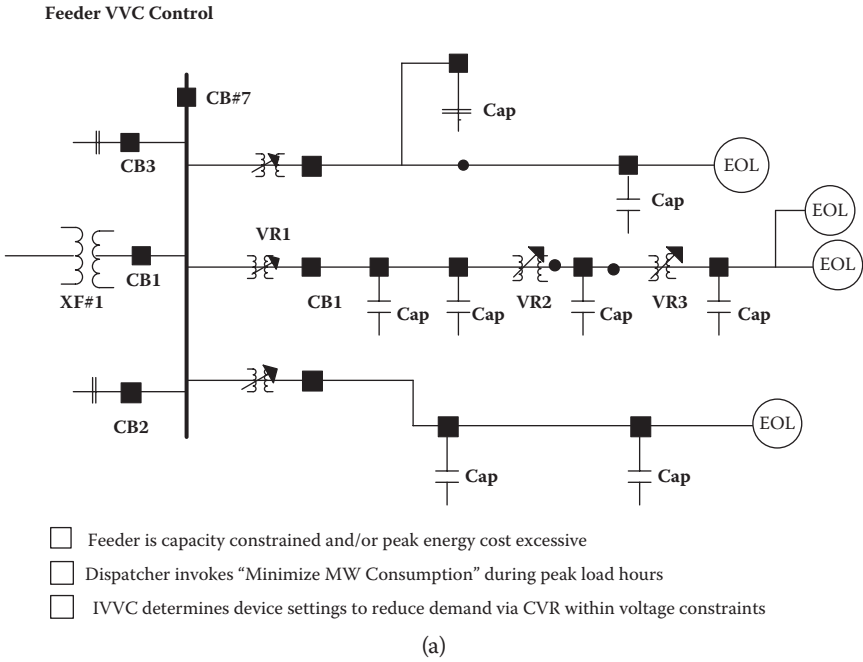 Feeder VVC Control
CB#7
Cap
CB3
EOL
Cap
EOL
VR1
EOL
CB1
XF#1
CB1
Cap
Cap
VR2
Cap
VR3
Cap
CB2
EOL
Cap
Cap
Feeder is capacity constrained and/or peak energy cost excessive
Dispatcher invokes “Minimize MW Consumption” during peak load hours
IVVC determines device settings to reduce demand via CVR within voltage constraints
(a)